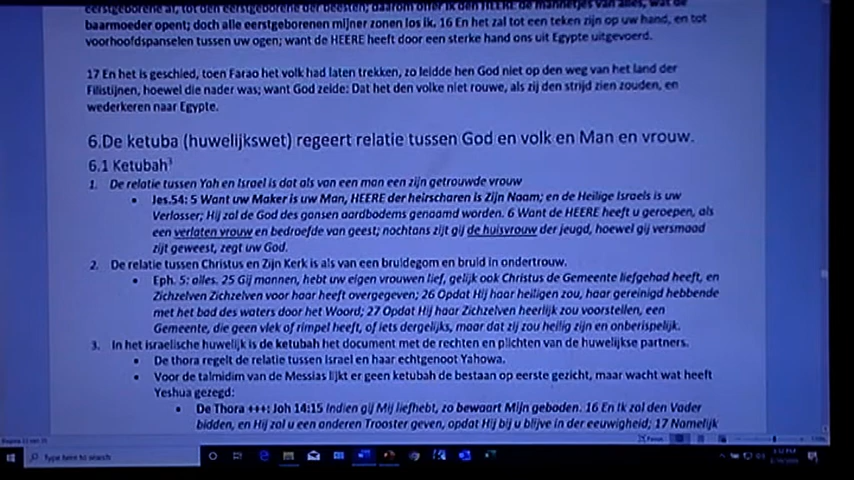 eerstgeborene af, tot den eerstgeborene der beesten; daarom offer ik den HEERE de mannetjes van alles, wat de
baarmoeder opent; doch alle eerstgeborenen mijner zonen los ik. 16 En het zal tot een teken zijn op uw hand, en tot
voorhoofdspanselen tussen uw ogen; want de HEERE heeft door een sterke hand ons uit Egypte uitgevoerd.
17 En het is geschied, toen Farao het volk had laten trekken, zo leidde hen God niet op den weg van het land der
Filistijnen, hoewel die nader was; want God zeide: Dat het den volke niet rouwe, als zij den strijd zien zouden, en
wederkeren naar Egypte.
6.De ketuba (huwelijkswet) regeert relatie tussen God en volk en Man en vrouw.
6.1 Ketubah³
1. De relatie tussen Yah en Israel is dat als van een man een zijn getrouwde vrouw
• Jes.54: 5 Want uw Maker is uw Man, HEERE der heirscharen is Zijn Naam; en de Heilige Israels is uw
Verlosser; Hij zal de God des gansen aardbodems genaamd worden. 6 Want de HEERE heeft u geroepen, als
een verlaten vrouw en bedroefde van geest; nochtans zijt gij de huisvrouw der jeugd, hoewel gij versmaad
zijt geweest, zegt uw God.
2. De relatie tussen Christus en Zijn Kerk is als van een bruidegom en bruid in ondertrouw.
• Eph. 5: alles. 25 Gij mannen, hebt uw eigen vrouwen lief, gelijk ook Christus de Gemeente liefgehad heeft, en
Zichzelven Zichzelven voor haar heeft overgegeven; 26 Opdat Hij haar heiligen zou, haar gereinigd hebbende
met het bad des waters door het Woord; 27 Opdat Hij haar Zichzelven heerlijk zou voorstellen, een
Gemeente, die geen vlek of rimpel heeft, of iets dergelijks, maar dat zij zou heilig zijn en onberispelijk.
3. In het israelische huwelijk is de ketubah het document met de rechten en plichten van de huwelijkse partners.
• De thora regelt de relatie tussen Israel en haar echtgenoot Yahowa.
• Voor de talmidim van de Messias lijkt er geen ketubah de bestaan op eerste gezicht, maar wacht wat heeft
Yeshua gezegd:
• De Thora +++: Joh 14:15 Indien gij Mij liefhebt, zo bewaart Mijn geboden. 16 En Ik zal den Vader
bidden, en Hij zal u een anderen Trooster geven, opdat Hij bij u blijve in der eeuwigheid; 17 Namelijk
Focus
Type here to search